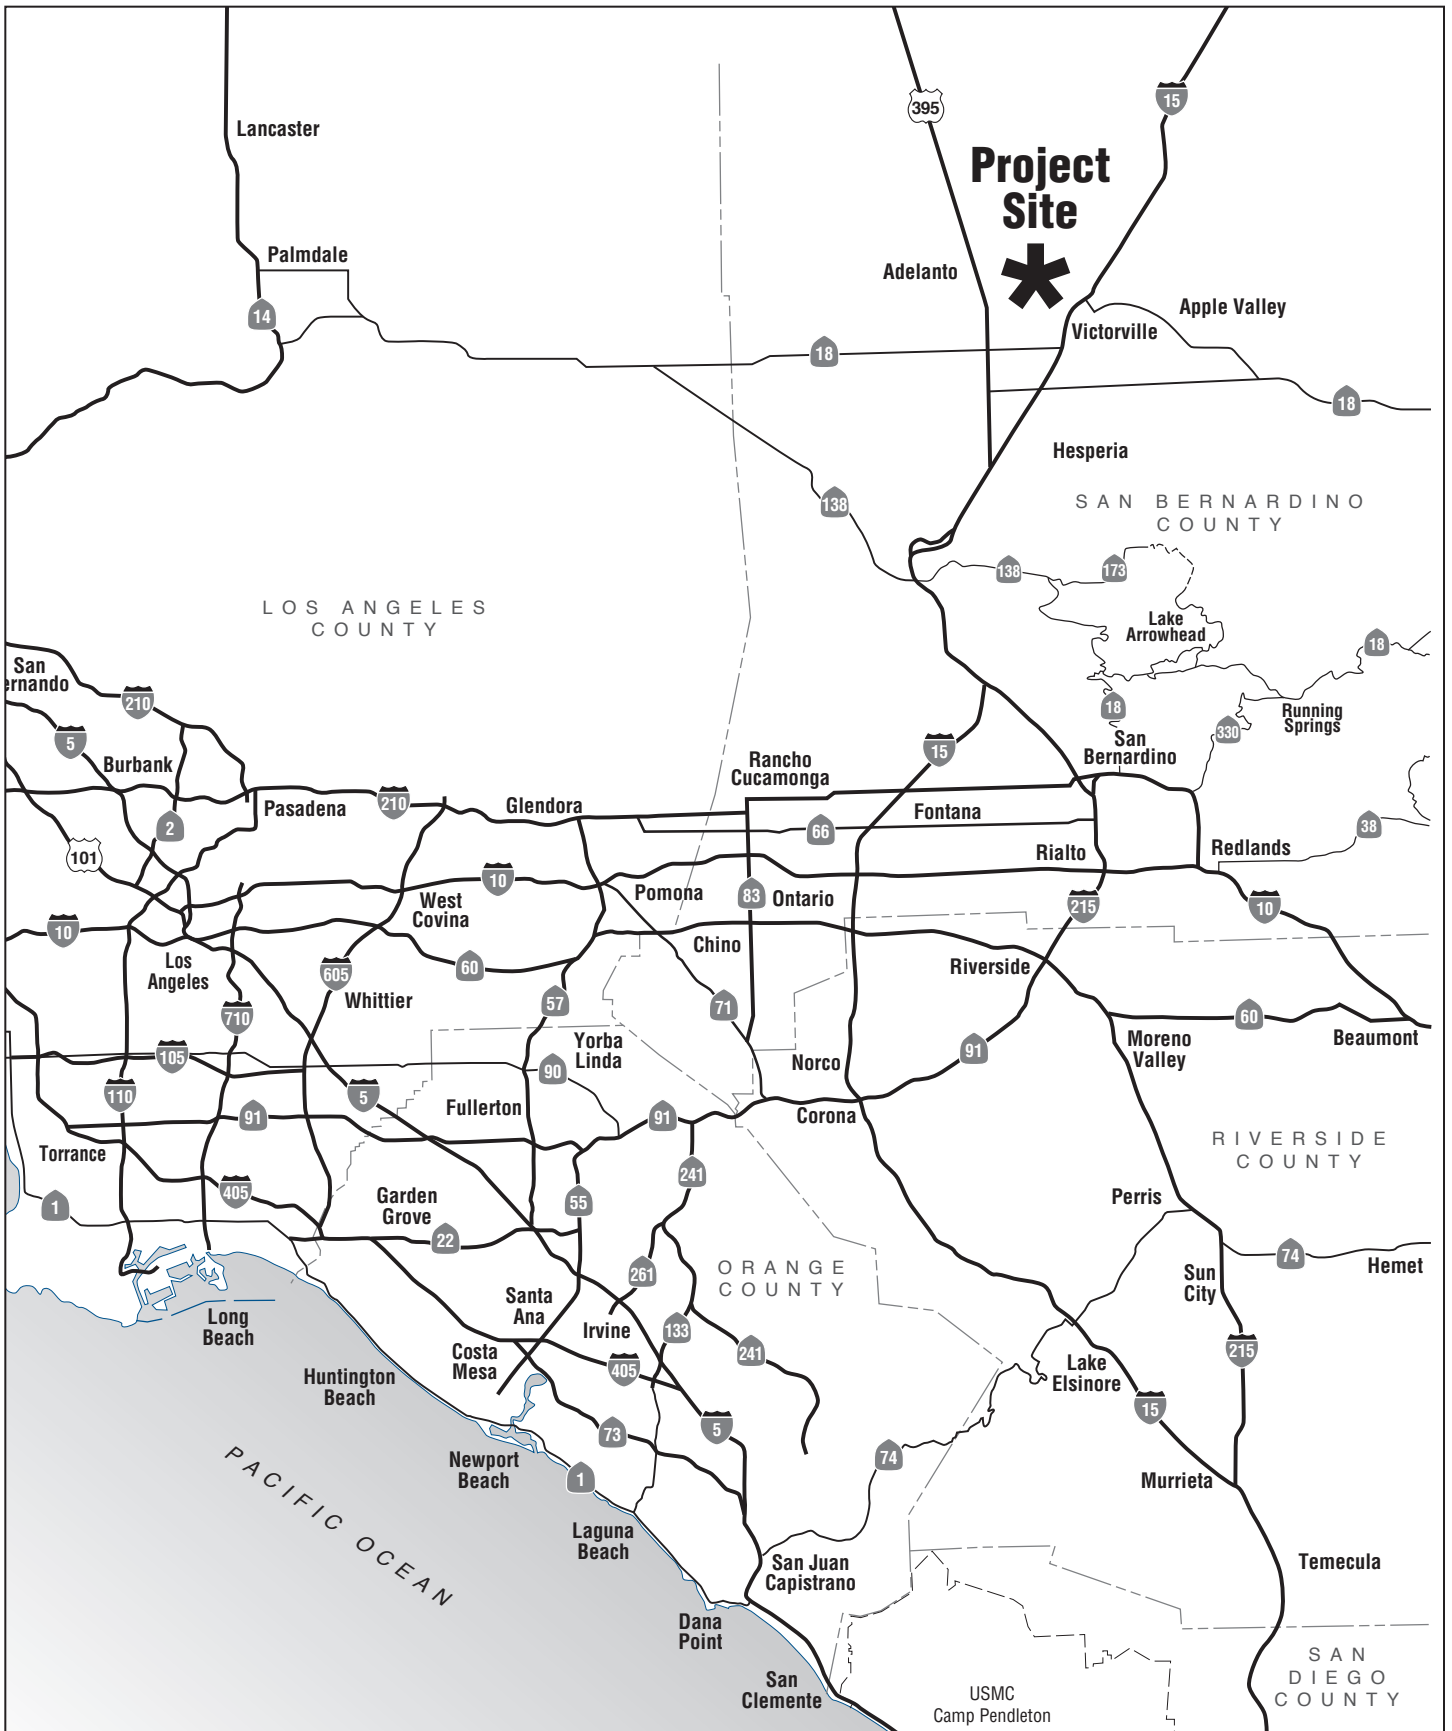 395
15
Lancaster
Project
Site
Palmdale
Adelanto
14
Apple Valley
Victorville
18
18
Hesperia
138
SAN BERNARDINO
COUNTY
138
173
LOS ANGELES
COUNTY
Lake
Arrowhead
18
San
ernando
210
18
330
Running
Springs
5
15
San
Bernardino
Burbank
Rancho
Cucamonga
Pasadena
210
Glendora
Fontana
2
66
38
101
Rialto
Redlands
10
Pomona
83
Ontario
West
Covina
215
10
10
Chino
Los
Angeles
605
60
Riverside
Whittier
57
71
710
60
Yorba
Linda
Moreno
Valley
Beaumont
105
90
Norco
91
110
5
Fullerton
91
91
Corona
Torrance
RIVERSIDE
COUNTY
241
405
1
Garden
Grove
55
Perris
22
74
Hemet
261
ORANGE
COUNTY
Sun
City
Santa
Ana
Long
Beach
Irvine
133
Costa
Mesa
241
215
405
Lake
Elsinore
Huntington
Beach
15
73
5
74
Newport
Beach
1
Murrieta
PACIFIC OCEAN
Laguna
Beach
San Juan
Capistrano
Temecula
Dana
Point
SAN
DIEGO
COUNTY
San
Clemente
USMC
Camp Pendleton